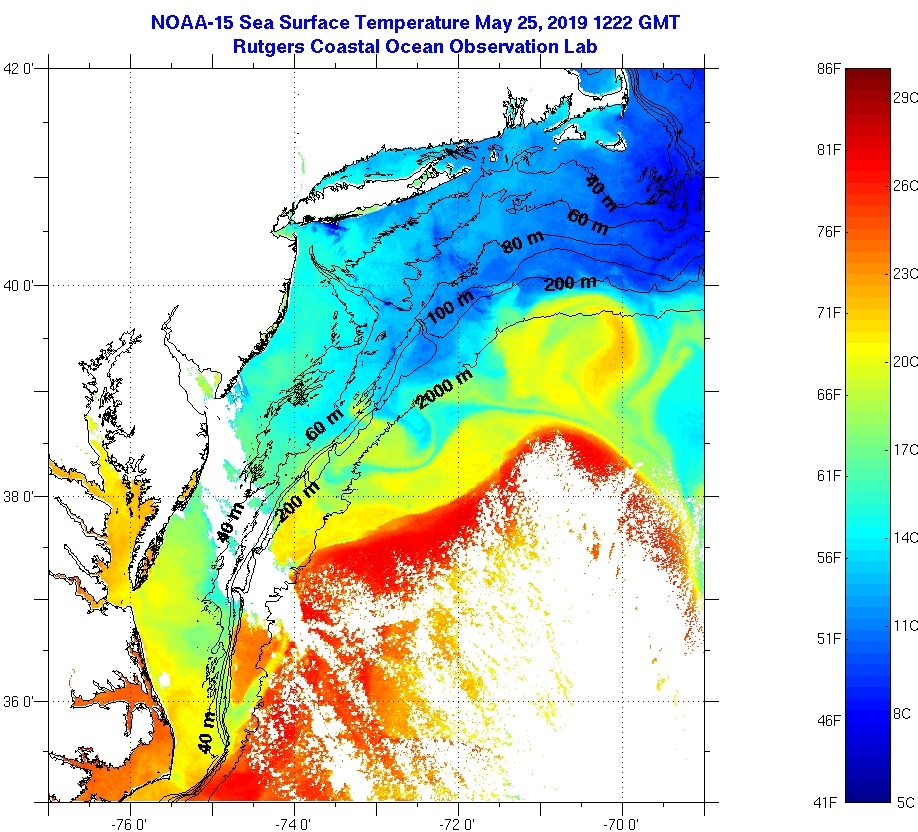 NOAA-15 Sea Surface Temperature May 25, 2019 1222 GMT
Rutgers Coastal Ocean Observation Lab
42 0'
40 0'
38 0'
36 0'
-76 0'
-74 0'
-72 0'
-70 0'
40 m
60 m
80 m
200 m
100 m
2000 m
60 m
200 m
40 m
40 m
86F
81F
76F
71F
66F
61F
56F
51F
46F
41F
29C
26C
23C
20C
17C
14C
11C
8C
5C